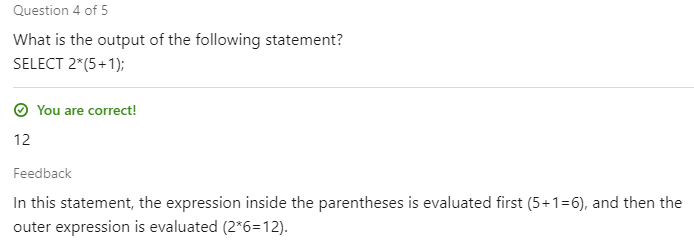 Question 4 of 5
What is the output of the following statement?
SELECT 2*(5+1);
You are correct!
12
Feedback
In this statement, the expression inside the parentheses is evaluated first (5+1=6), and then the
outer expression is evaluated (2*6=12).